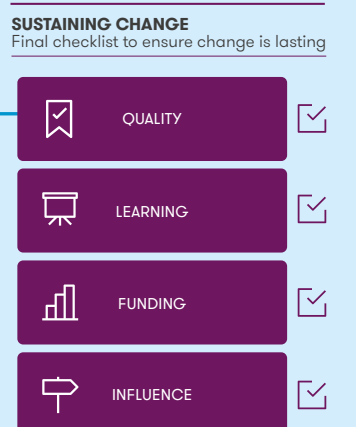 SUSTAINING CHANGE
Final checklist to ensure change is lasting
QUALITY
LEARNING
FUNDING
INFLUENCE